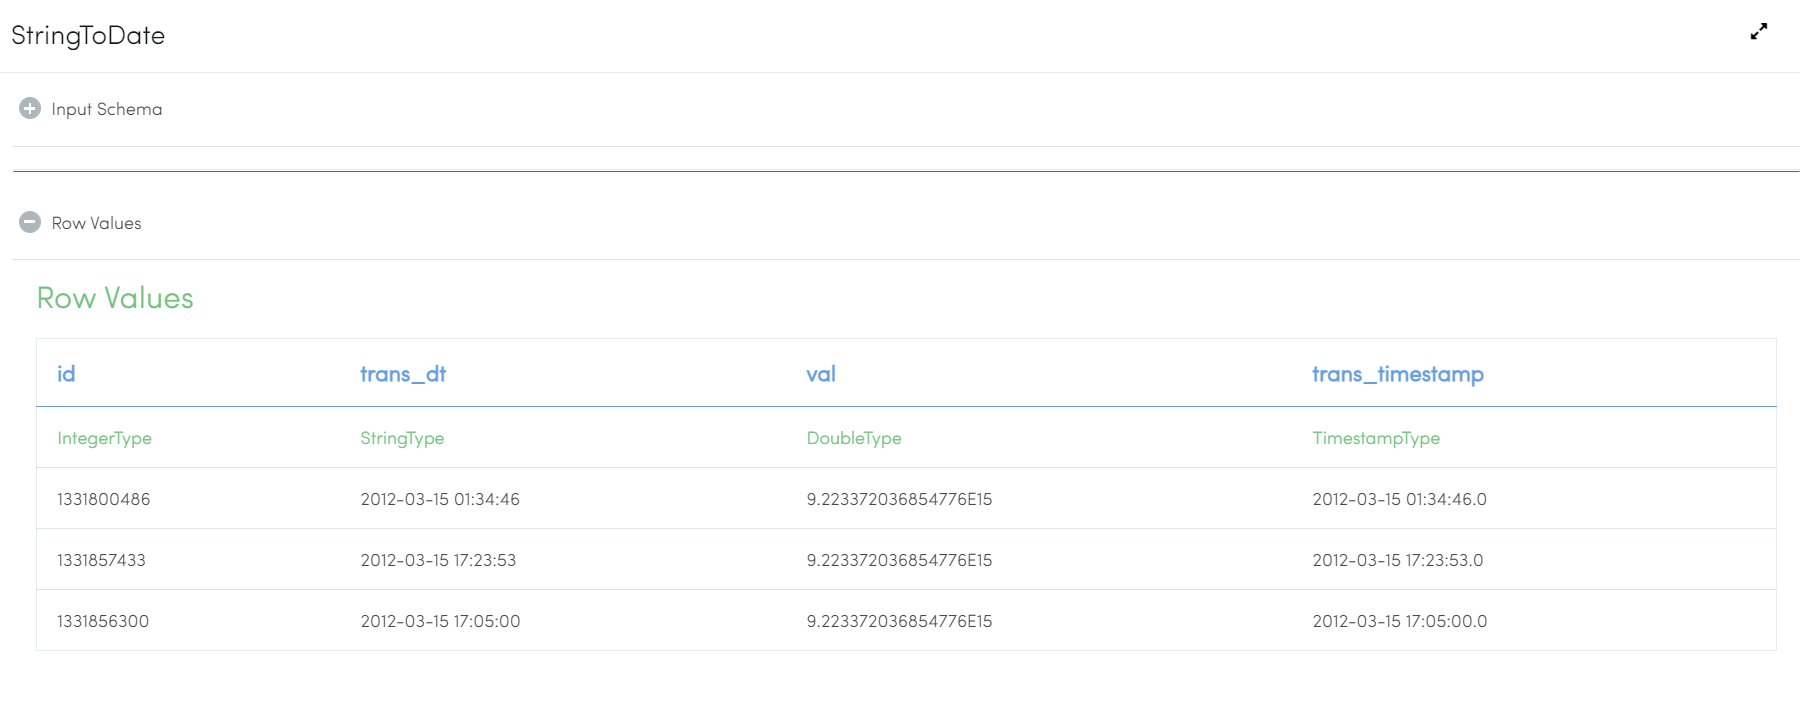 StringToDate
Input Schema
Row Values
Row Values
id trans_dt val trans_timestamp
IntegerType StringType DoubleType TimestampType
1331800486 2012-03-15 01:34:46 9.223372036854776E15 2012-03-15 01:34:46.0
1331857433 2012-03-15 17:23:53 9.223372036854776E15 2012-03-15 17:23:53.0
1331856300 2012-03-15 17:05:00 9.223372036854776E15 2012-03-15 17:05:00.0